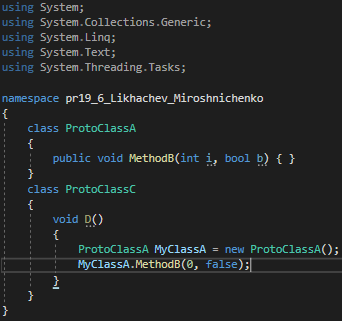 using System;
using System.Collections.Generic;
using System.Linq;
using System.Text;
using System.Threading.Tasks;
namespace pr19_6_Likhachev_Miroshnichenko
{
class ProtoClassA
{
public void MethodB(int i, bool b) { }
}
class ProtoClassC
{
void D()
{
ProtoClassA MyClassA = new ProtoClassA();
MyClassA.MethodB(0, false);
}
}
}